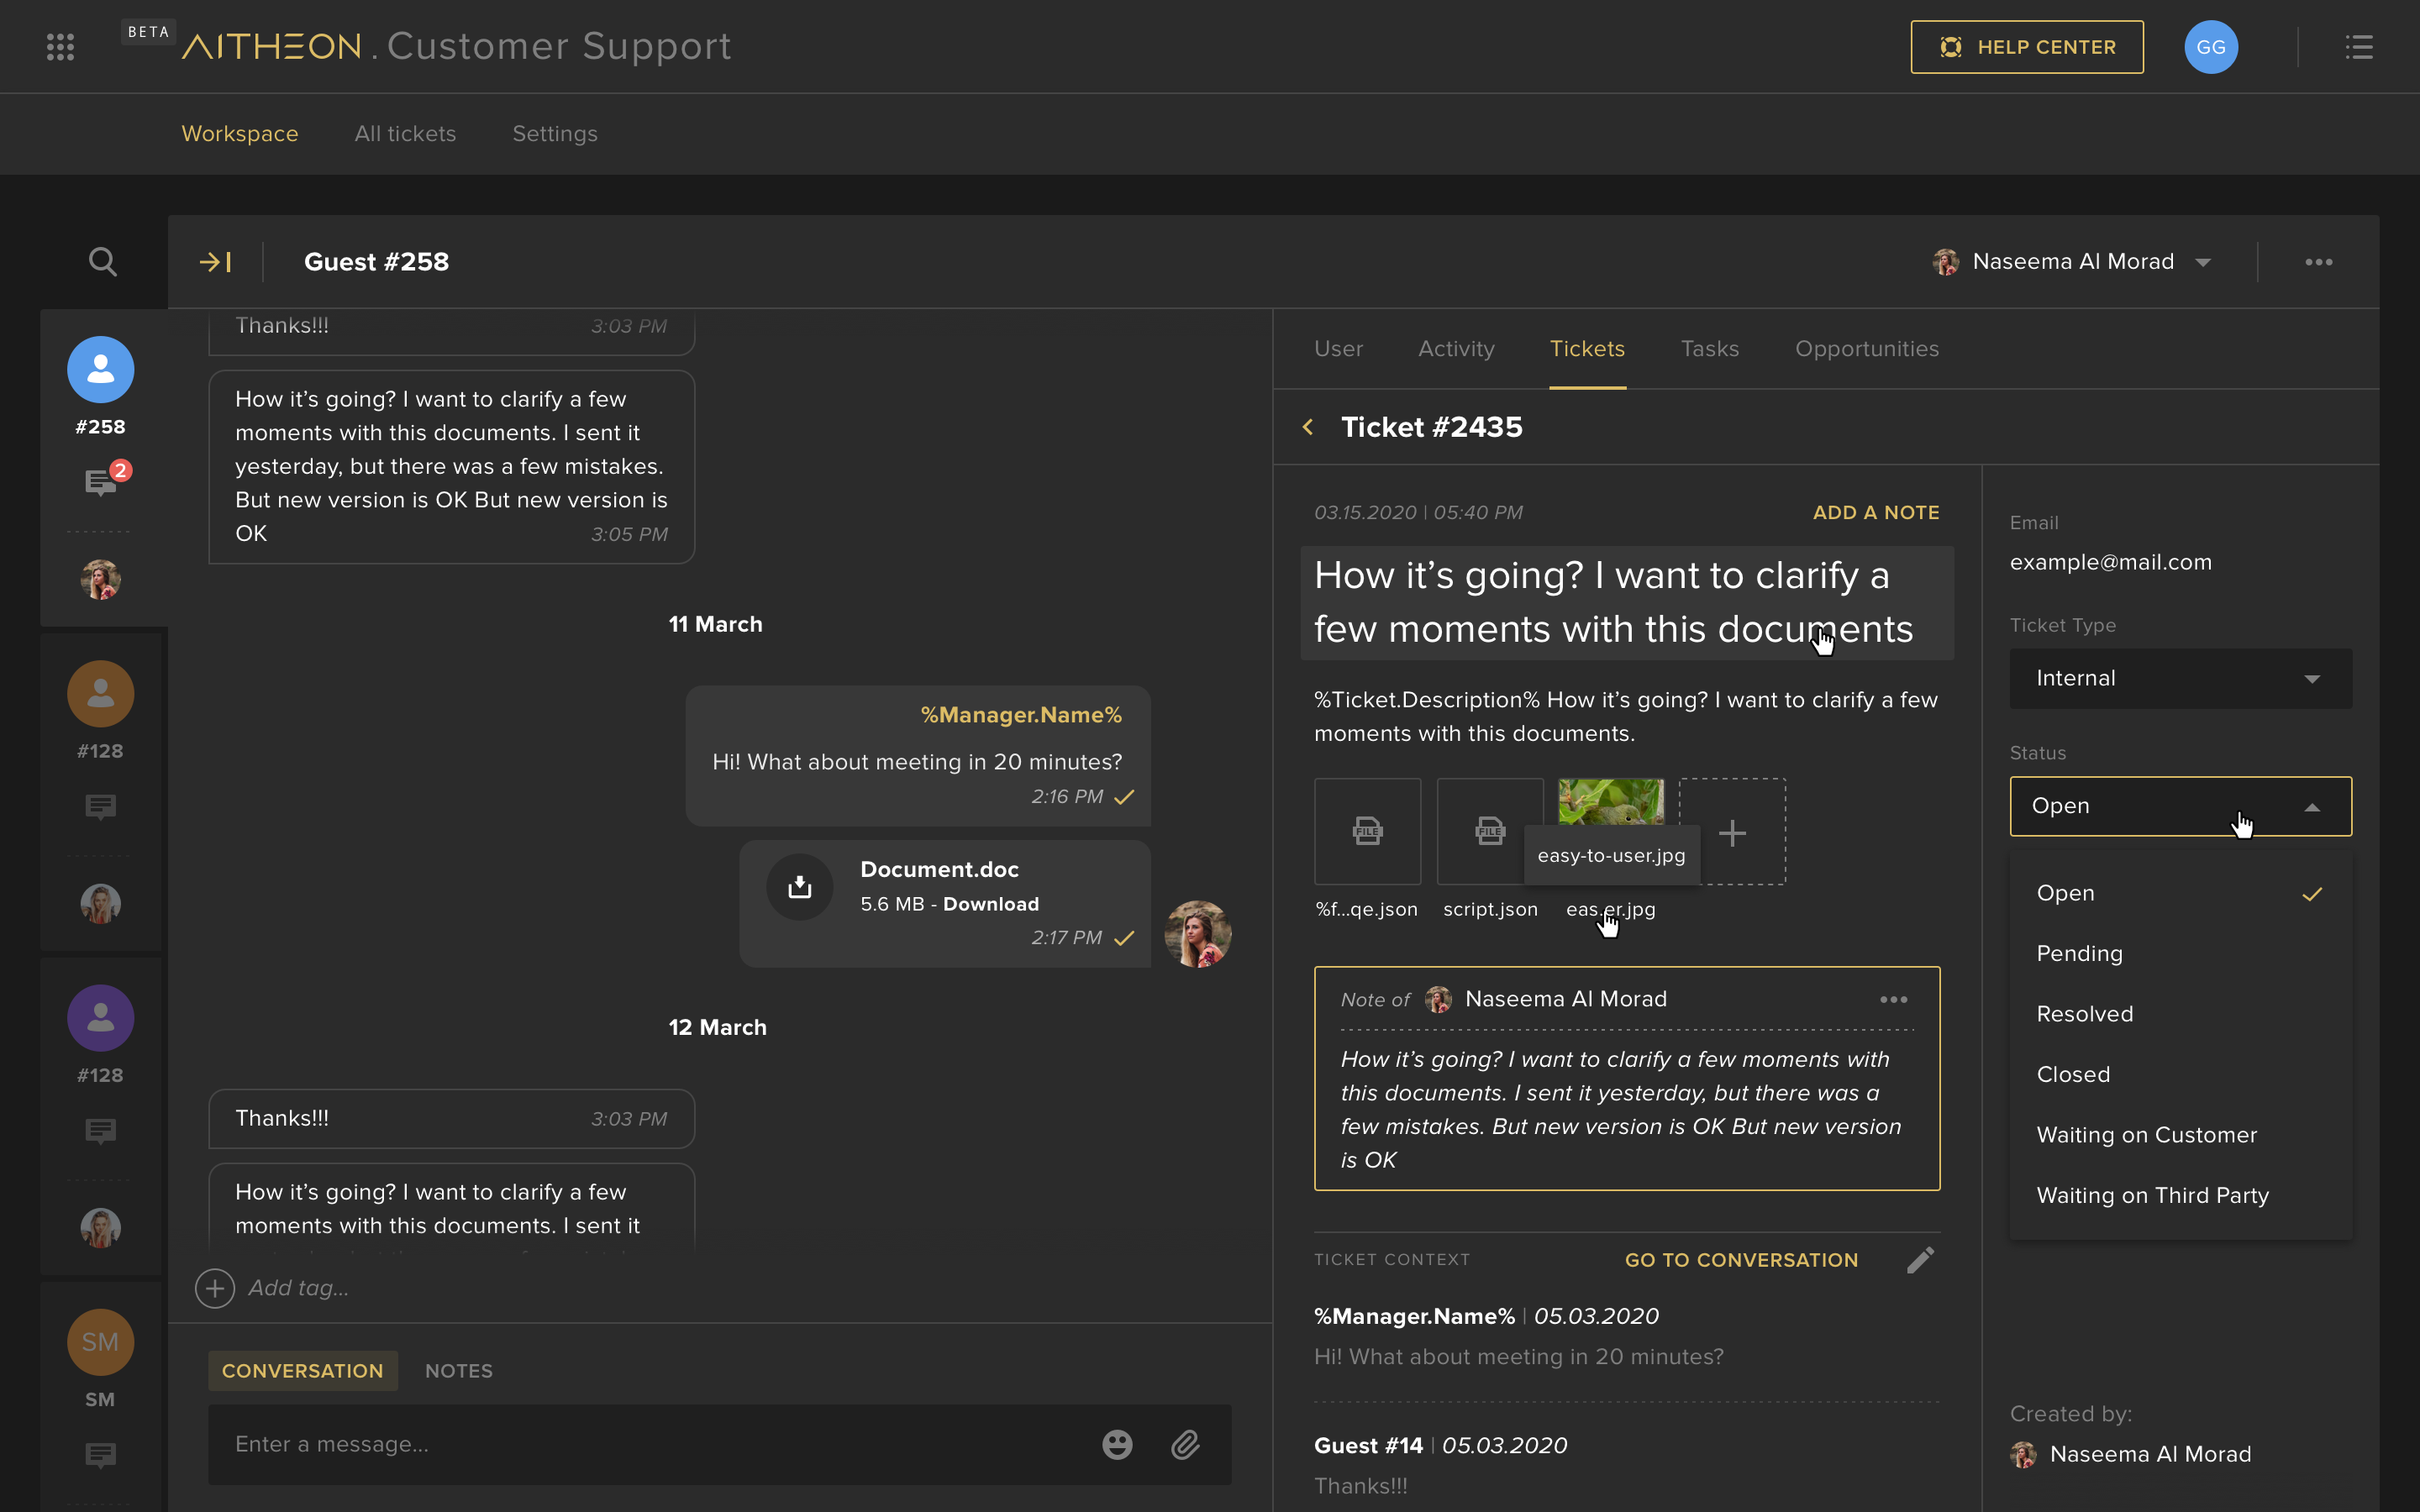 BETA
AITHEON . Customer Support
HELP CENTER
GG
Workspace
All tickets
Settings
Guest #258
Naseema Al Morad
#258
2
#128
#128
SM
SM
Thanks!!!
3:03 PM
How it’s going? I want to clarify a few
moments with this documents. I sent it
yesterday, but there was a few mistakes.
But new version is OK But new version is
OK
3:05 PM
11 March
%Manager.Name%
Hi! What about meeting in 20 minutes?
2:16 PM
Document.doc
5.6 MB - Download
2:17 PM
12 March
Thanks!!!
3:03 PM
How it’s going? I want to clarify a few
moments with this documents. I sent it
Add tag...
CONVERSATION
NOTES
Enter a message...
User
Activity
Tickets
Tasks
Opportunities
Ticket #2435
03.15.2020 | 05:40 PM
ADD A NOTE
How it’s going? I want to clarify a
few moments with this documents
%Ticket.Description% How it’s going? I want to clarify a few
moments with this documents.
FILE
FILE
easy-to-user.jpg
%f...qe.json
script.json
eas.er.jpg
Note of
Naseema Al Morad
How it’s going? I want to clarify a few moments with
this documents. I sent it yesterday, but there was a
few mistakes. But new version is OK But new version
is OK
TICKET CONTEXT
GO TO CONVERSATION
%Manager.Name% | 05.03.2020
Hi! What about meeting in 20 minutes?
Guest #14 | 05.03.2020
Thanks!!!
Email
example@mail.com
Ticket Type
Internal
Status
Open
Open
Pending
Resolved
Closed
Waiting on Customer
Waiting on Third Party
Created by:
Naseema Al Morad